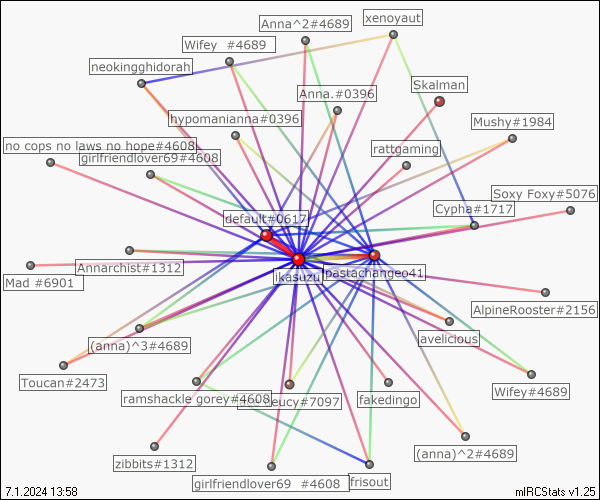 Anna^2#4689
xenoyaut
Wifey  #4689
neokingghidorah
Skalman
Anna.#0396
hypomanianna#0396
Mushy#1984
no cops no laws no hope#4608
rattgaming
girlfriendlover69#4608
Soxy Foxy#5076
Cypha#1717
default#0617
Annarchist#1312
Mad #6901
ikasuzu
pastachangeo41
AlpineRooster#2156
(anna)^3#4689
avelicious
Toucan#2473
ramshackle gorey#4608
eucy#7097
fakedingo
Wifey#4689
(anna)^2#4689
zibbits#1312
girlfriendlover69  #4608
frisout
7.1.2024 13:58
mIRCStats v1.25